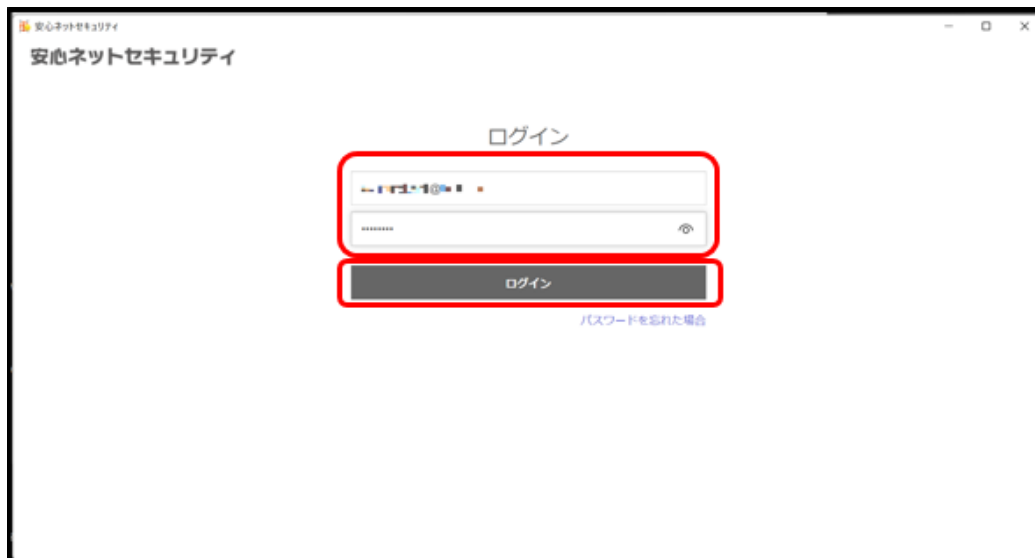 安心ネットセキュリティ
安心ネットセキュリティ
ログイン
ログイン
パスワードを忘れた場合